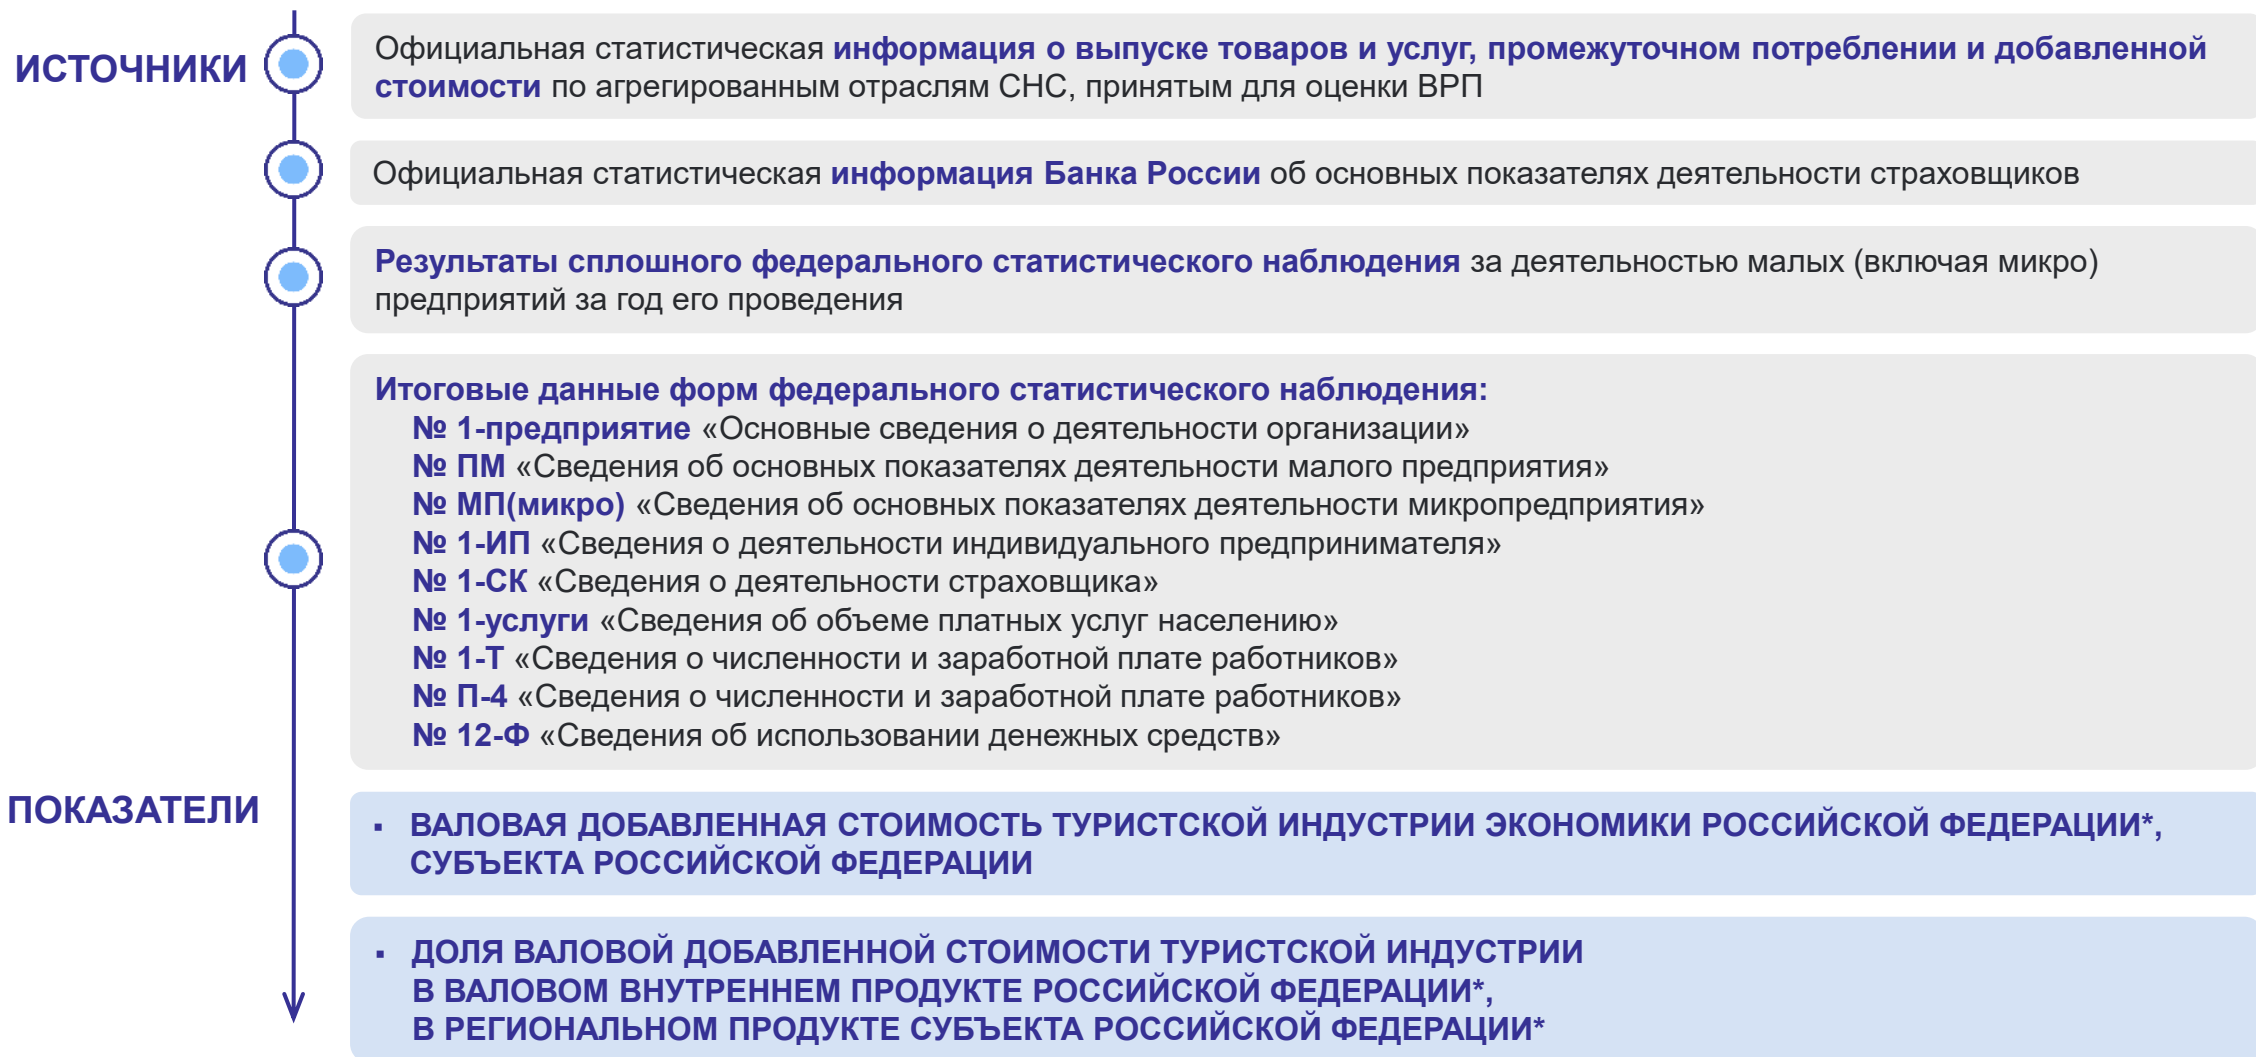 ИСТОЧНИКИ
Официальная статистическая информация о выпуске товаров и услуг, промежуточном потреблении и добавленной
стоимости по агрегированным отраслям СНС, принятым для оценки ВРП
Официальная статистическая информация Банка России об основных показателях деятельности страховщиков
Результаты сплошного федерального статистического наблюдения за деятельностью малых (включая микро)
предприятий за год его проведения
Итоговые данные форм федерального статистического наблюдения:
№ 1-предприятие «Основные сведения о деятельности организации»
№ ПМ «Сведения об основных показателях деятельности малого предприятия»
№ МП(микро) «Сведения об основных показателях деятельности микропредприятия»
№ 1-ИП «Сведения о деятельности индивидуального предпринимателя»
№ 1-СК «Сведения о деятельности страховщика»
№ 1-услуги «Сведения об объеме платных услуг населению»
№ 1-Т «Сведения о численности и заработной плате работников»
№ П-4 «Сведения о численности и заработной плате работников»
№ 12-Ф «Сведения об использовании денежных средств»
ПОКАЗАТЕЛИ
▪ ВАЛОВАЯ ДОБАВЛЕННАЯ СТОИМОСТЬ ТУРИСТСКОЙ ИНДУСТРИИ ЭКОНОМИКИ РОССИЙСКОЙ ФЕДЕРАЦИИ*,
СУБЪЕКТА РОССИЙСКОЙ ФЕДЕРАЦИИ
▪ ДОЛЯ ВАЛОВОЙ ДОБАВЛЕННОЙ СТОИМОСТИ ТУРИСТСКОЙ ИНДУСТРИИ
В ВАЛОВОМ ВНУТРЕННЕМ ПРОДУКТЕ РОССИЙСКОЙ ФЕДЕРАЦИИ*,
В РЕГИОНАЛЬНОМ ПРОДУКТЕ СУБЪЕКТА РОССИЙСКОЙ ФЕДЕРАЦИИ*